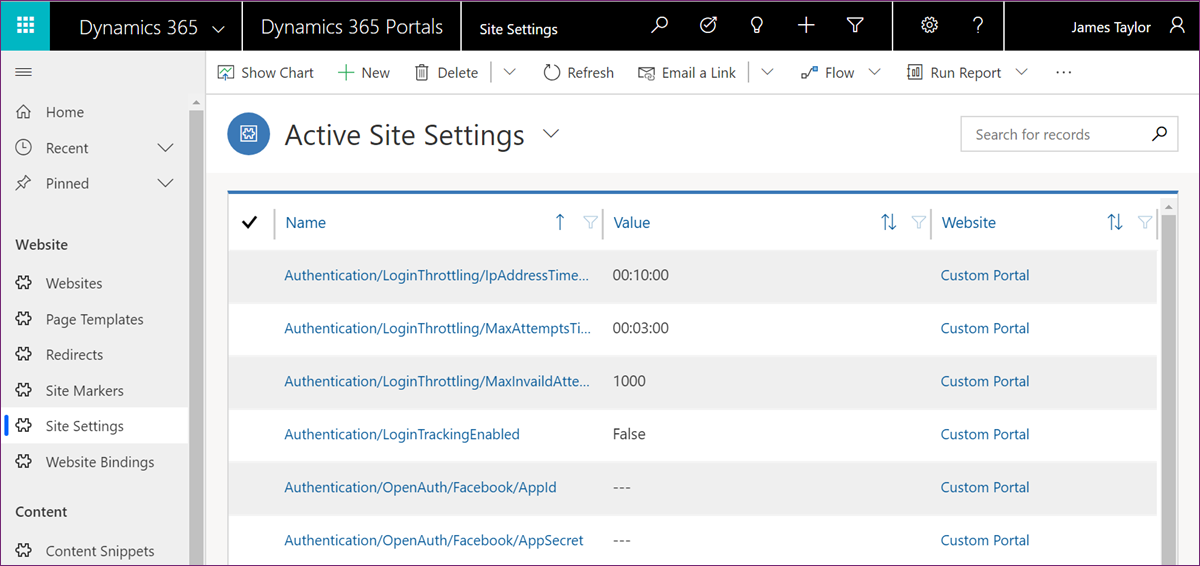 Dynamics 365 Dynamics 365 Portals Site Settings ? James Taylor
Show Chart New Delete Refresh Email a Link Flow Run Report ...
Home
Recent
Pinned
Website
Websites
Page Templates
Redirects
Site Markers
Site Settings
Website Bindings
Content
Content Snippets
Active Site Settings Search for records
Name Value Website
Authentication/LoginThrottling/IpAddressTime... 00:10:00 Custom Portal
Authentication/LoginThrottling/MaxAttemptsTi... 00:03:00 Custom Portal
Authentication/LoginThrottling/MaxInvaildAtte... 1000 Custom Portal
Authentication/LoginTrackingEnabled False Custom Portal
Authentication/OpenAuth/Facebook/AppId --- Custom Portal
Authentication/OpenAuth/Facebook/AppSecret --- Custom Portal